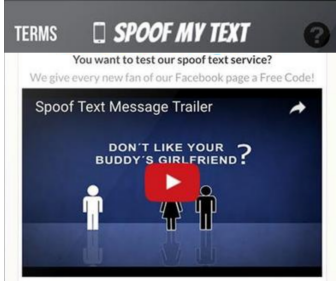 TERMS SPOOF MY TEXT ?
You want to test our spoof text service?
We give every new fan of our Facebook page a Free Code!
Spoof Text Message Trailer
DON'T LIKE YOUR
BUDDY'S GIRLFRIEND?